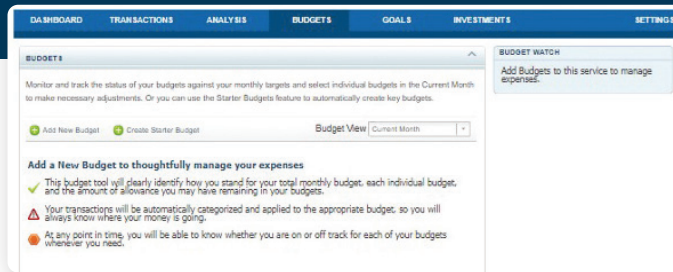 DASHBOARD TRANSACTIONS ANALYSIS BUDGETS GOALS INVESTMENTS SETTINGS
BUDGETS
Monitor and track the status of your budgets against your monthly targets and select individual budgets in the Current Month
to make necessary adjustments. Or you can use the Starter Budgets feature to automatically create key budgets.
Add New Budget Create Starter Budget Budget View Current Month
Add a New Budget to thoughtfully manage your expenses
This budget tool will clearly identify how you stand for your total monthly budget, each individual budget,
and the amount of allowance you may have remaining in your budgets.
Your transactions will be automatically categorized and applied to the appropriate budget, so you will
always know where your money is going.
At any point in time, you will be able to know whether you are on or off track for each of your budgets
whenever you need.
BUDGET WATCH
Add Budgets to this service to manage
expenses.